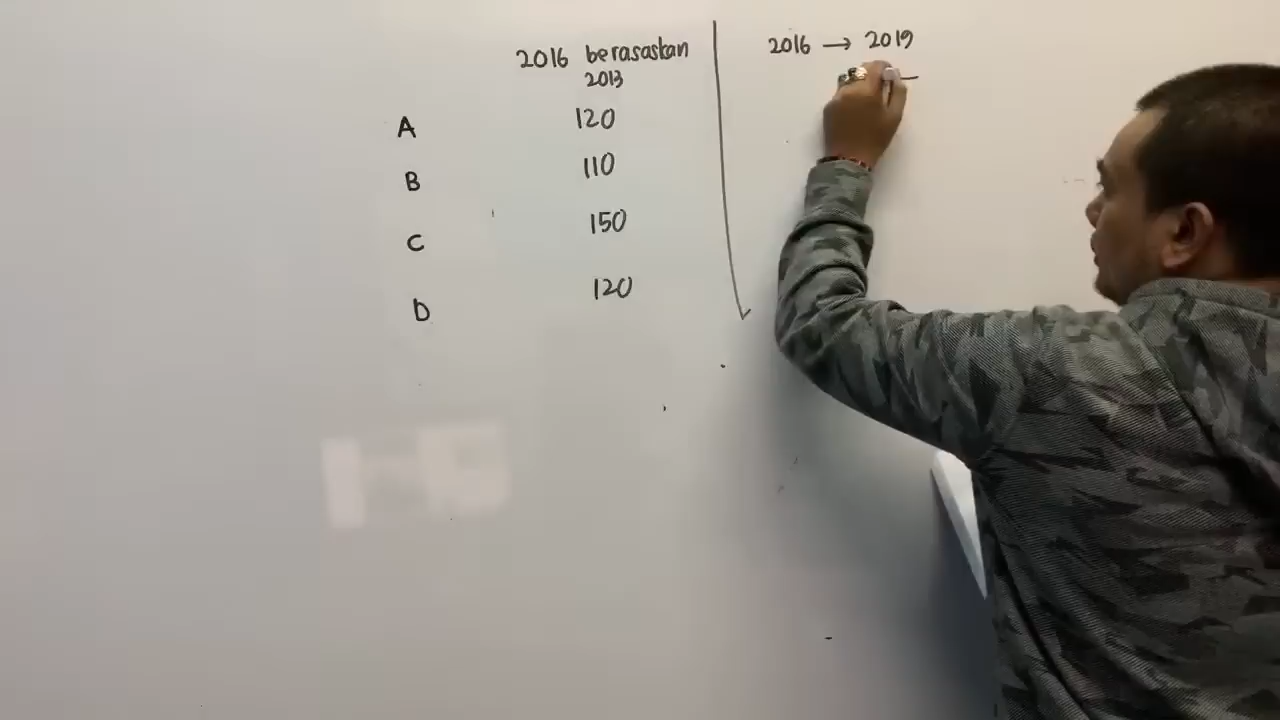 2016 berasaskan
2013
A 120
B 110
C 150
D 120
2016 → 2019